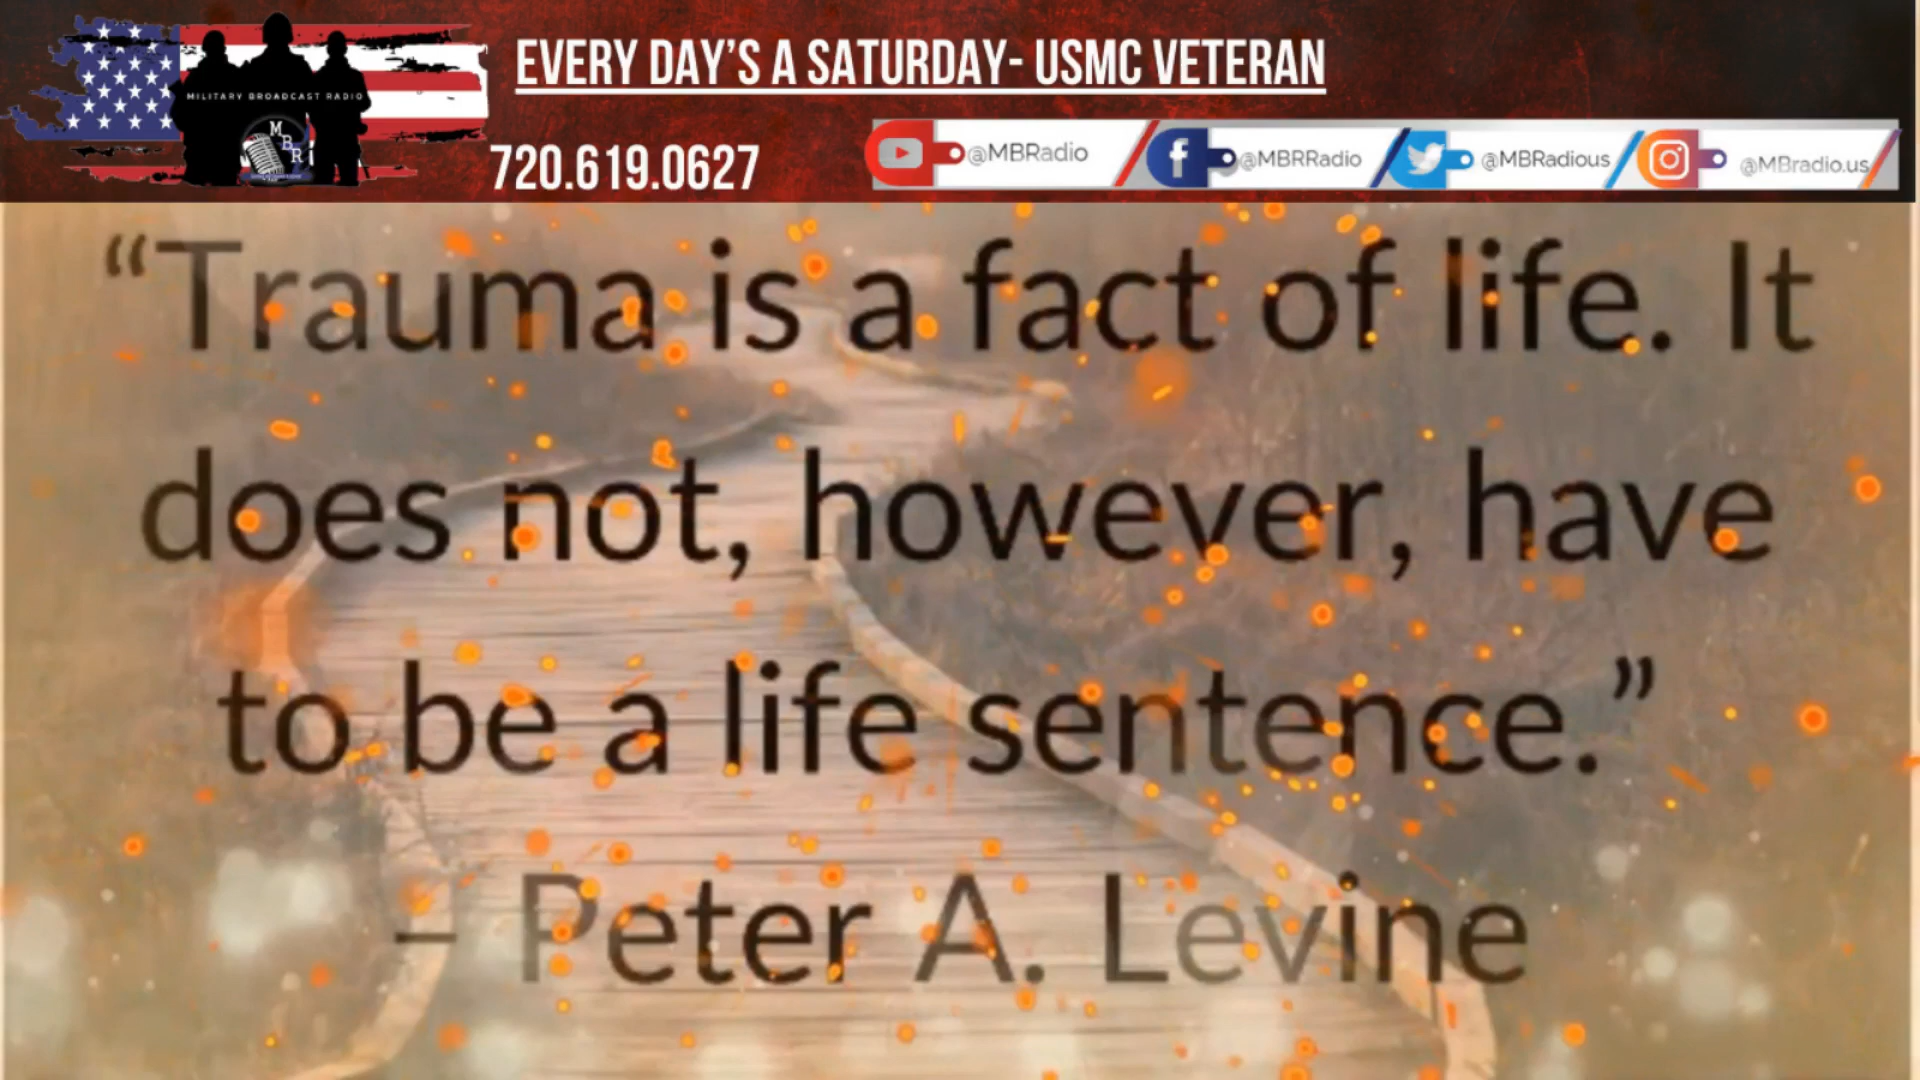 EVERY DAY’S A SATURDAY- USMC VETERAN
MILITARY BROADCAST RADIO
MBR
720.619.0627
@MBRadio
@MBRRadio
@MBRadious
@MBradio.us
“Trauma is a fact of life. It
does not, however, have
to be a life sentence.”
– Peter A. Levine